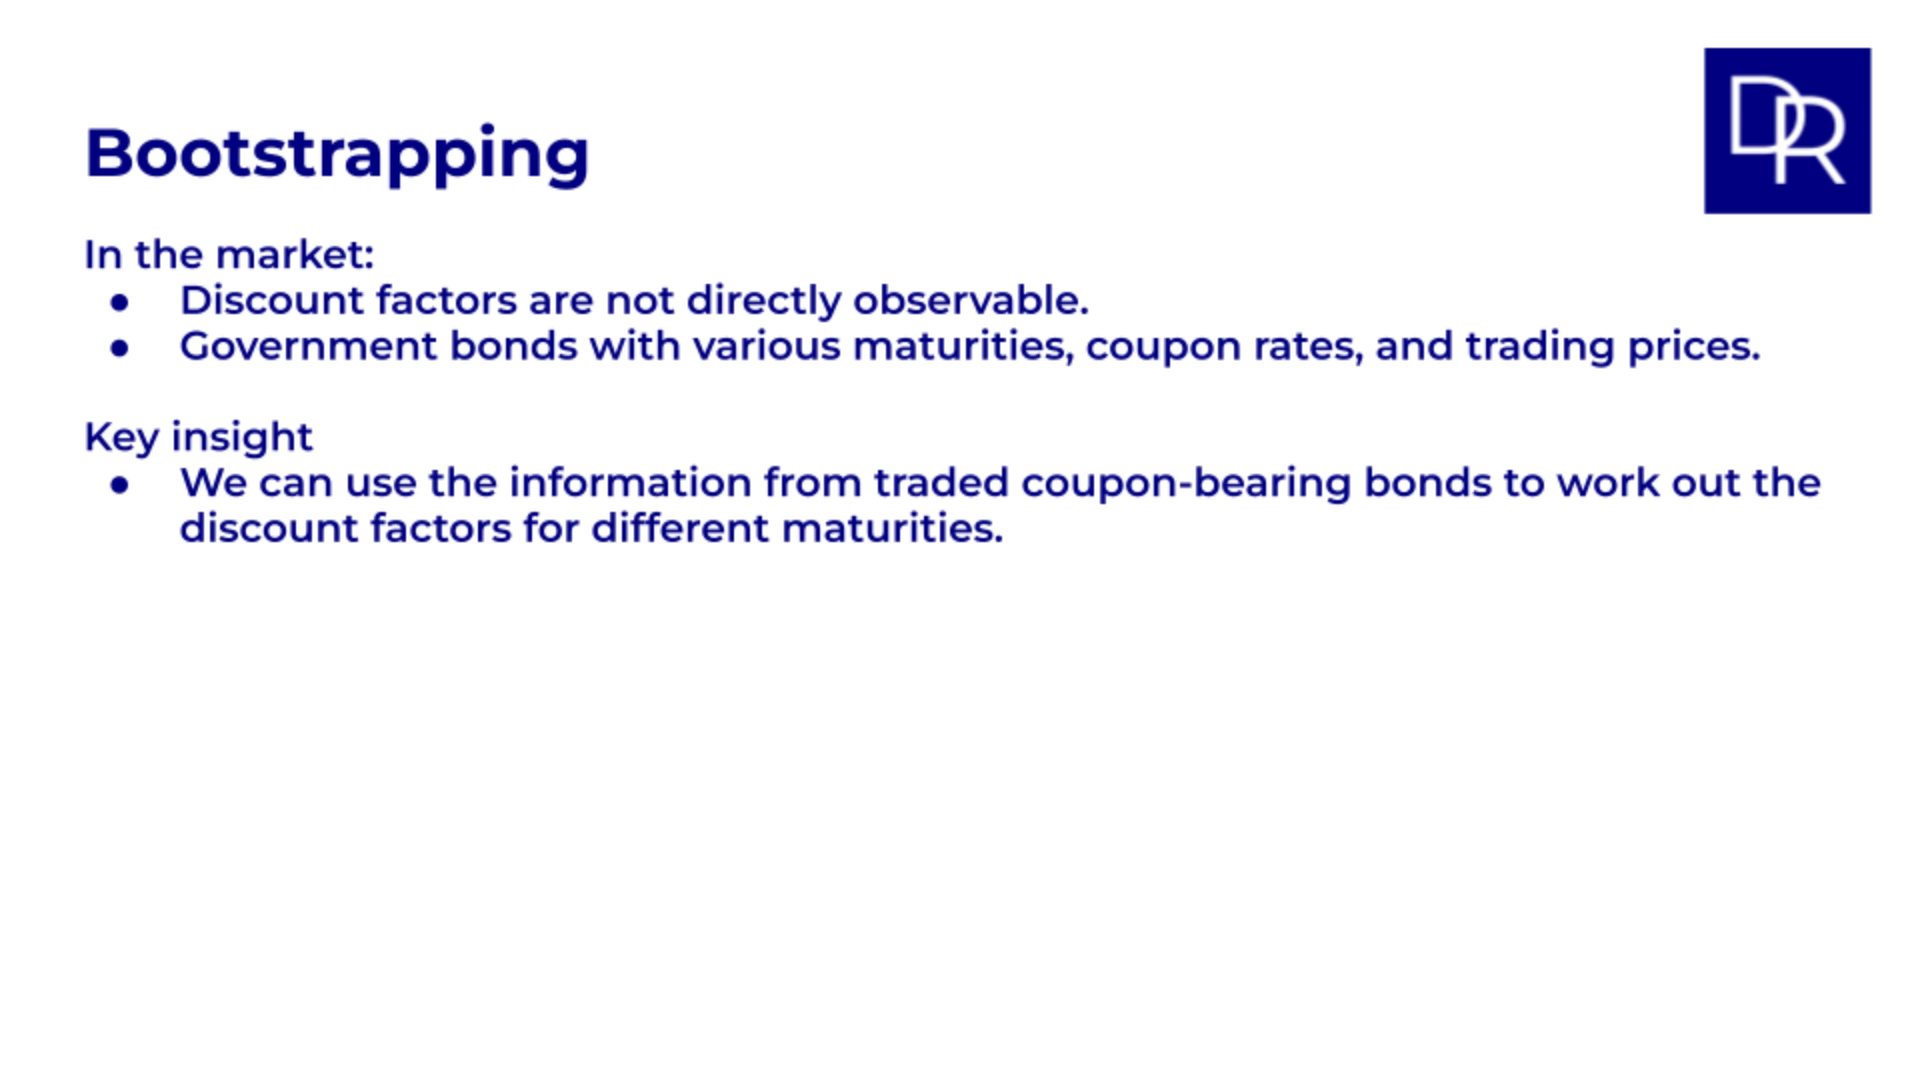 DR
Bootstrapping
In the market:
● Discount factors are not directly observable.
● Government bonds with various maturities, coupon rates, and trading prices.
Key insight
● We can use the information from traded coupon-bearing bonds to work out the
discount factors for different maturities.